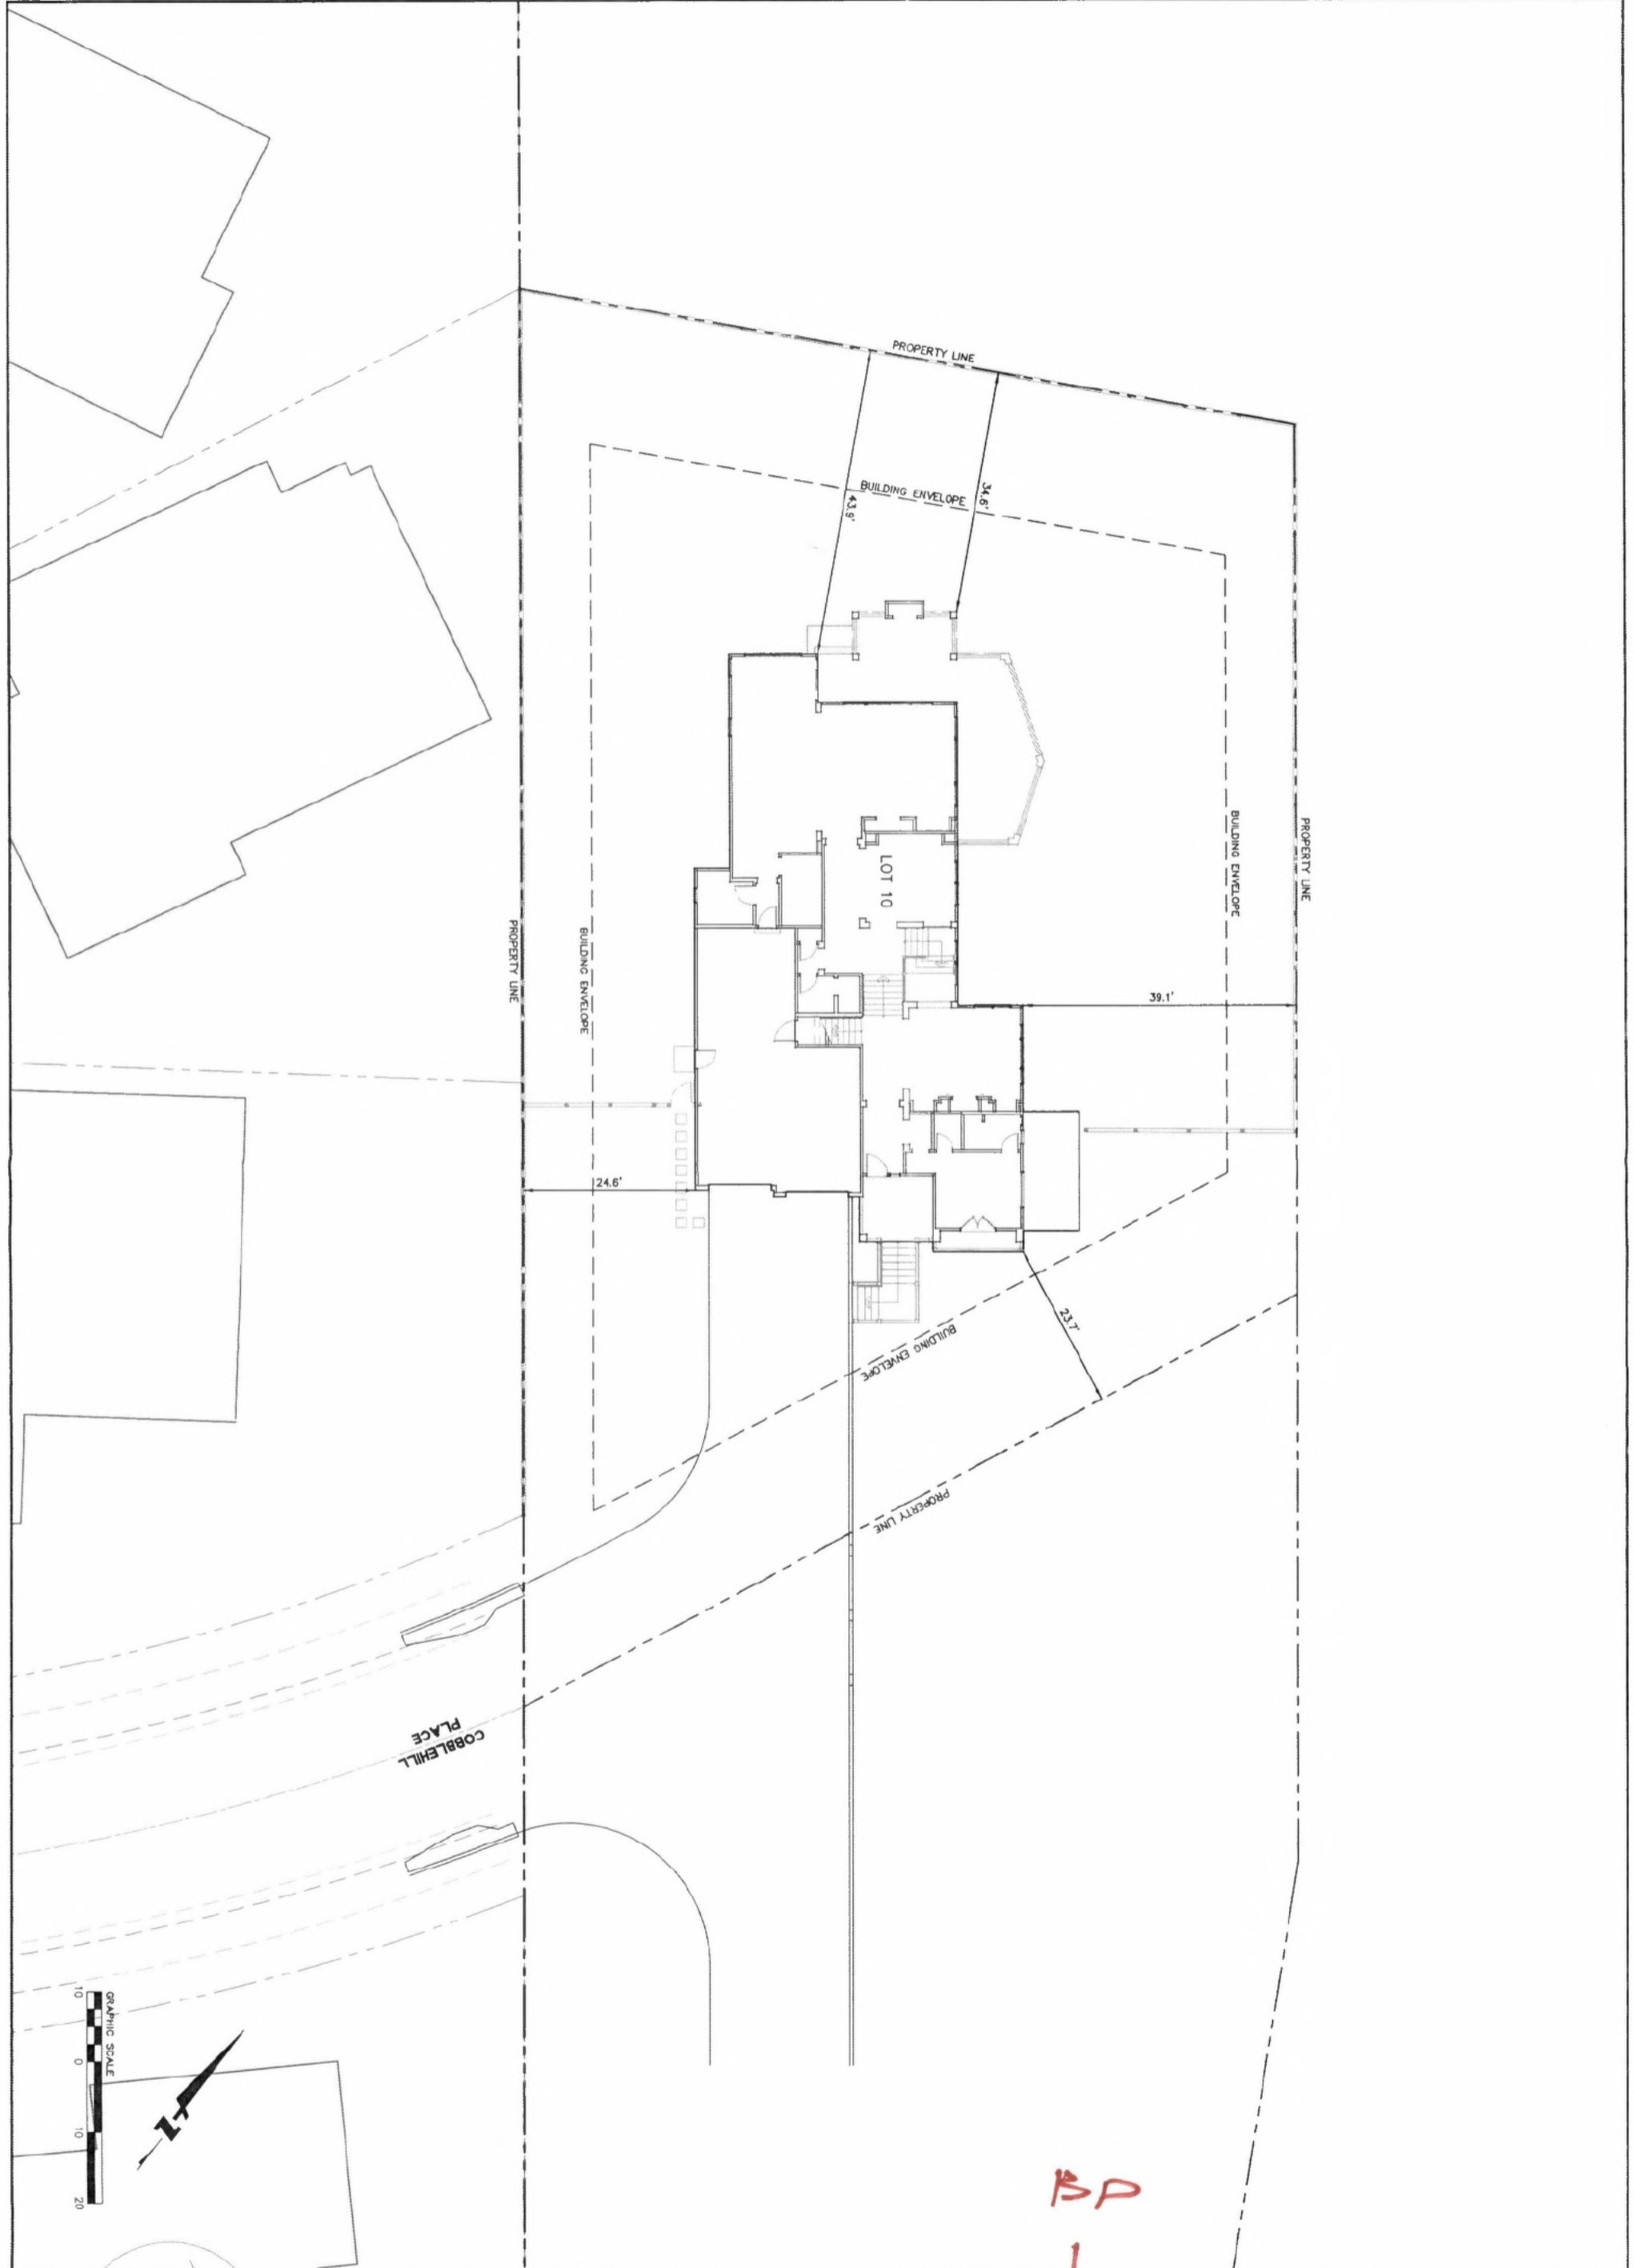 PROPERTY LINE
BUILDING ENVELOPE
43.9'
34.6'
BUILDING ENVELOPE
PROPERTY LINE
LOT 10
PROPERTY LINE
BUILDING ENVELOPE
39.1'
24.6'
23.7'
BUILDING ENVELOPE
PROPERTY LINE
COBBLEHILL
PLACE
GRAPHIC SCALE
10
0
10
20
Z
BP
1